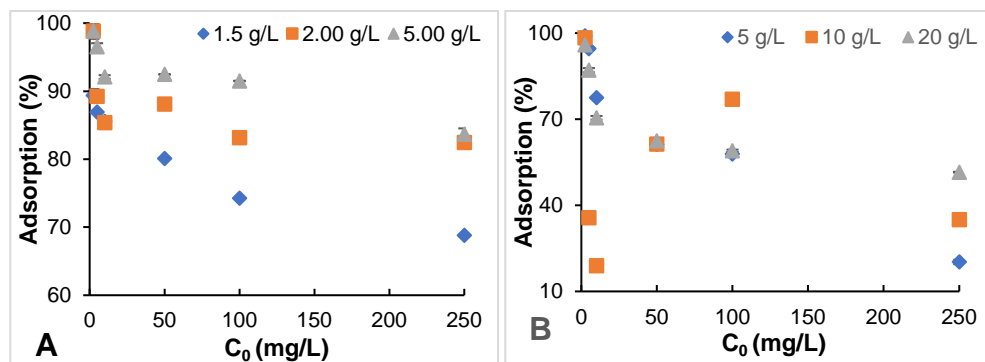 1.5 g/L 2.00 g/L 5.00 g/L
100
90
80
70
60
Adsorption (%)
0 50 100 150 200 250
C₀ (mg/L)
A
5 g/L 10 g/L 20 g/L
100
70
40
10
Adsorption (%)
0 50 100 150 200 250
C₀ (mg/L)
B